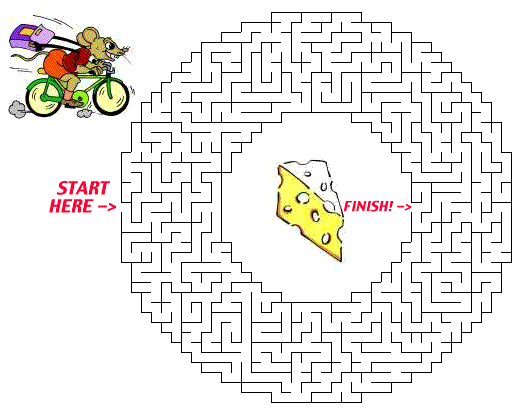 START
HERE –>
FINISH! –>